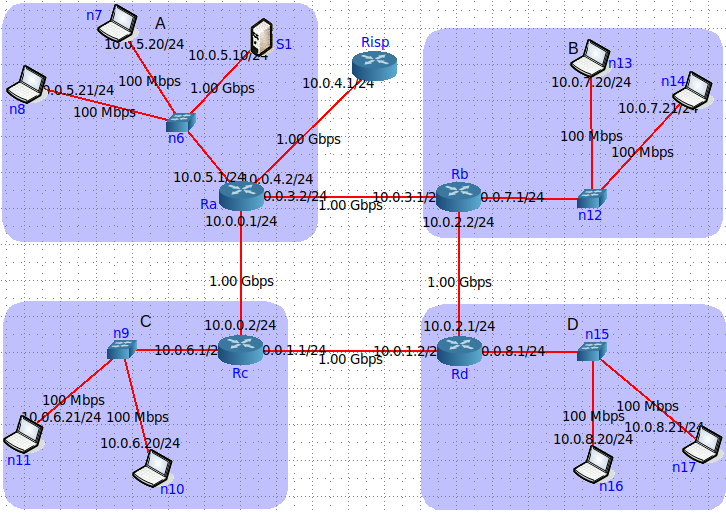 n7
A
10.0.5.20/24
S1
10.0.5.10/24
Risp
10.0.4.1/24
100 Mbps
1.00 Gbps
n8
.0.5.21/24
100 Mbps
n6
1.00 Gbps
10.0.5.1/24
10.0.4.2/24
Ra
.0.3.2/24
1.00 Gbps
10.0.0.1/24
B
n13
10.0.7.20/24
n14
10.0.7.21/24
100 Mbps
100 Mbps
Rb
10.0.3.1/2
.0.7.1/24
n12
10.0.2.2/24
1.00 Gbps
1.00 Gbps
C
n9
10.0.0.2/24
10.0.6.1/2
.0.1.1/24
Rc
1.00 Gbps
100 Mbps
10.0.6.21/24
100 Mbps
10.0.6.20/24
n11
n10
10.0.2.1/24
D
n15
10.0.1.2
.0.8.1/24
Rd
100 Mbps
100 Mbps
10.0.8.20/24
10.0.8.21/24
n17
n16